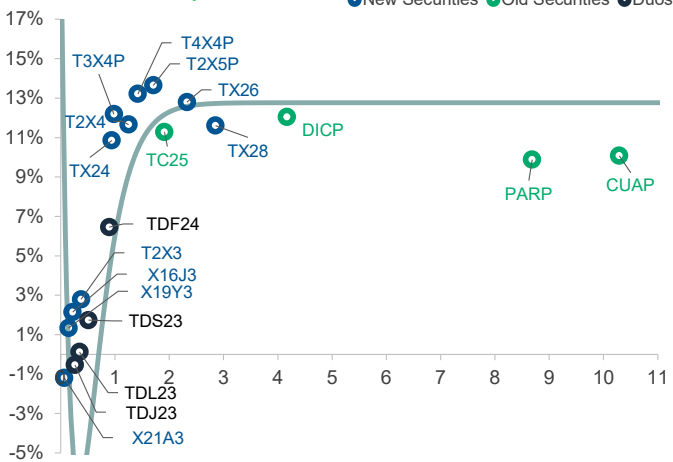 New Securities Old Securities Duos
17%
15%
13%
11%
9%
7%
5%
3%
1%
-1%
-3%
-5%
T4X4P
T3X4P
T2X5P
TX26
T2X4
TX24
TC25
TX28
DICP
PARP
CUAP
TDF24
T2X3
X16J3
X19Y3
TDS23
TDL23
TDJ23
X21A3
1 2 3 4 5 6 7 8 9 10 11